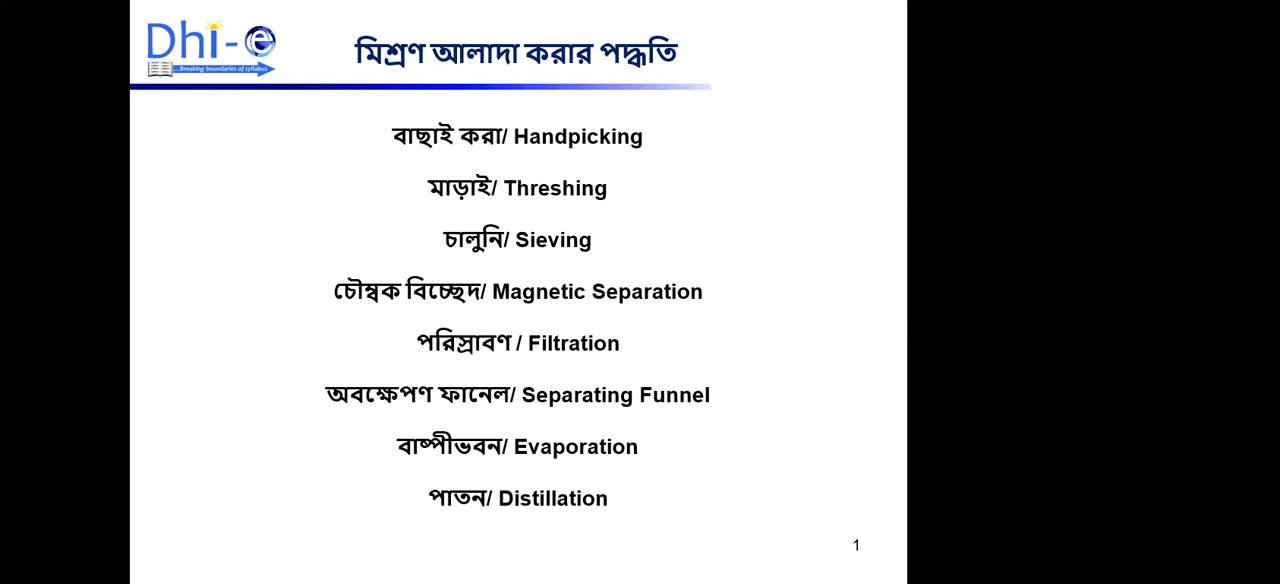 Dhi-e
...Breaking boundaries of syllabus
মিশ্রণ আলাদা করার পদ্ধতি
বাছাই করা/ Handpicking
মাড়াই/ Threshing
চালুনি/ Sieving
চৌম্বক বিচ্ছেদ/ Magnetic Separation
পরিস্রাবণ / Filtration
অবক্ষেপণ ফানেল/ Separating Funnel
বাষ্পীভবন/ Evaporation
পাতন/ Distillation
1